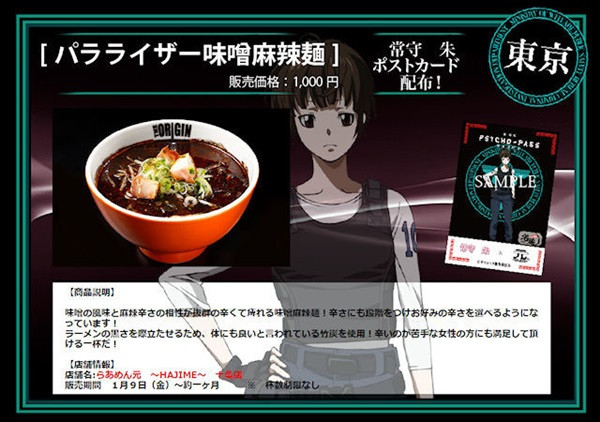 [ パラライザー味噌麻辣麺 ]
販売価格：1,000 円
常守 朱
ポストカード
配布！
東京
THE ORIGIN
PSYCHO-PASS
SAMPLE
常守 朱
【商品説明】
味噌の風味と麻辣辛さの相性が抜群の辛くて痺れる味噌麻辣麺！辛さにも段階をつけお好みの辛さを選べるようになっています！
ラーメンの黒さを際立たせるため、体にも良いと言われている竹炭を使用！辛いのが苦手な女性の方にも満足して頂ける一杯だ！
【店舗情報】
店舗名:らあめん元 ～HAJIME～ 十条店
販売期間 1月9日（金）～約一ヶ月 ※ 杯数制限なし